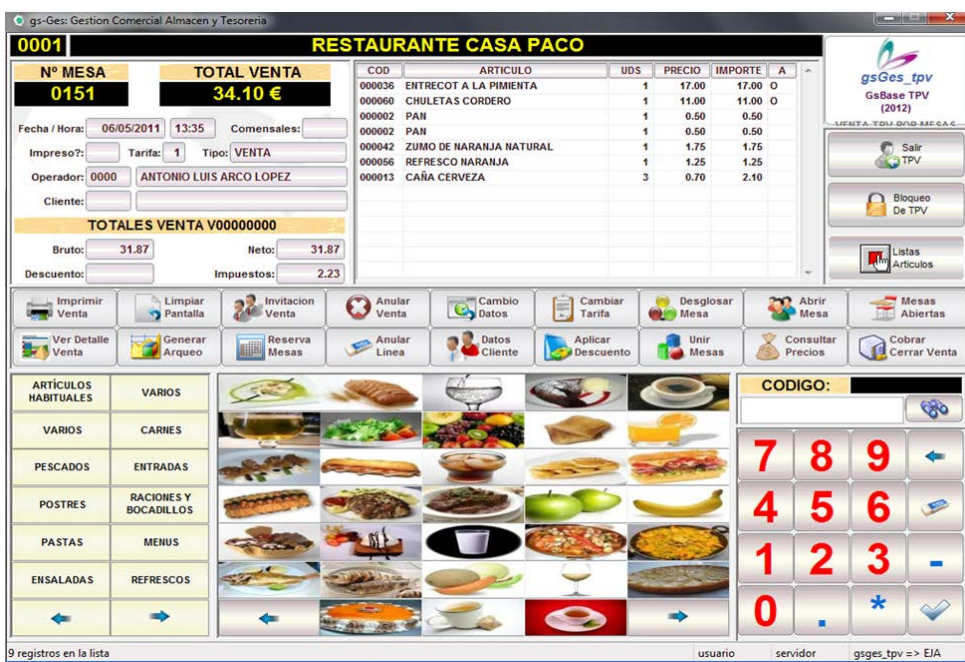 gs-Ges: Gestion Comercial Almacen y Tesoreria
0001 RESTAURANTE CASA PACO
Nº MESA TOTAL VENTA
0151 34.10 €
Fecha / Hora: 06/05/2011 13:35 Comensales:
Impreso?: Tarifa: 1 Tipo: VENTA
Operador: 0000 ANTONIO LUIS ARCO LOPEZ
Cliente:
TOTALES VENTA V00000000
Bruto: 31.87 Neto: 31.87
Descuento: Impuestos: 2.23
COD ARTICULO UDS PRECIO IMPORTE A
000036 ENTRECOT A LA PIMIENTA 1 17.00 17.00 O
000060 CHULETAS CORDERO 1 11.00 11.00 O
000002 PAN 1 0.50 0.50
000002 PAN 1 0.50 0.50
000042 ZUMO DE NARANJA NATURAL 1 1.75 1.75
000056 REFRESCO NARANJA 1 1.25 1.25
000013 CAÑA CERVEZA 3 0.70 2.10
gsGes_tpv
GsBase TPV
(2012)
VENTA TPV POR MESAS
Salir
TPV
Bloqueo
De TPV
Listas
Articulos
Imprimir Venta
Limpiar Pantalla
Invitacion Venta
Anular Venta
Cambio Datos
Cambiar Tarifa
Desglosar Mesa
Abrir Mesa
Mesas Abiertas
Ver Detalle Venta
Generar Arqueo
Reserva Mesas
Anular Linea
Datos Cliente
Aplicar Descuento
Unir Mesas
Consultar Precios
Cobrar Cerrar Venta
ARTÍCULOS HABITUALES VARIOS
VARIOS CARNES
PESCADOS ENTRADAS
POSTRES RACIONES Y BOCADILLOS
PASTAS MENUS
ENSALADAS REFRESCOS
CODIGO:
7 8 9
4 5 6
1 2 3 -
0 . *
9 registros en la lista usuario servidor gsges_tpv => EJA